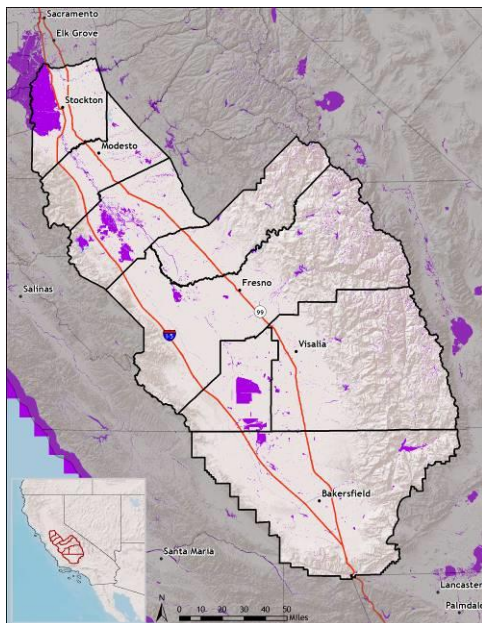 Sacramento
Elk Grove
Stockton
Modesto
Salinas
Fresno
99
Visalia
Bakersfield
Santa Maria
Lancaster
Palmdale
N
0 10 20 30 40 50
Miles